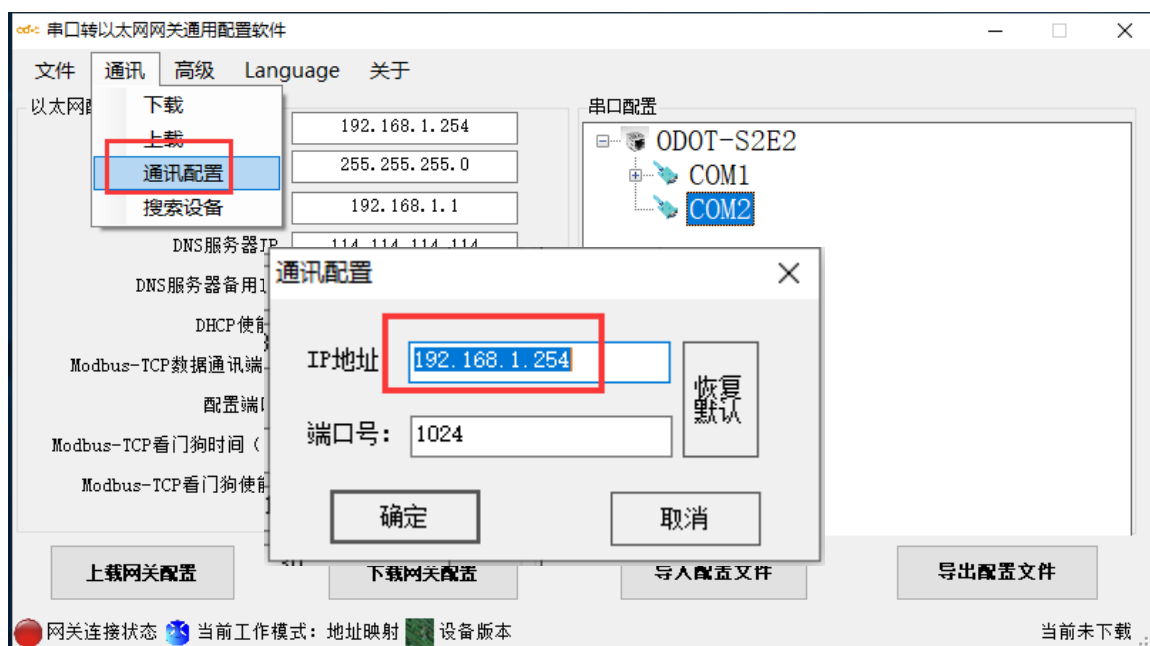 串口转以太网网关通用配置软件
文件 通讯 高级 Language 关于
下载
上载
通讯配置
搜索设备
以太网
192.168.1.254
255.255.255.0
192.168.1.1
DNS服务器IP 114.114.114.114
DNS服务器备用
DHCP使能
Modbus-TCP数据通讯端
配置端口
Modbus-TCP看门狗时间（
Modbus-TCP看门狗使能
串口配置
ODOT-S2E2
COM1
COM2
通讯配置
IP地址 192.168.1.254
端口号： 1024
恢复默认
确定 取消
上载网关配置 下载网关配置 导入配置文件 导出配置文件
网关连接状态 当前工作模式：地址映射 设备版本 当前未下载